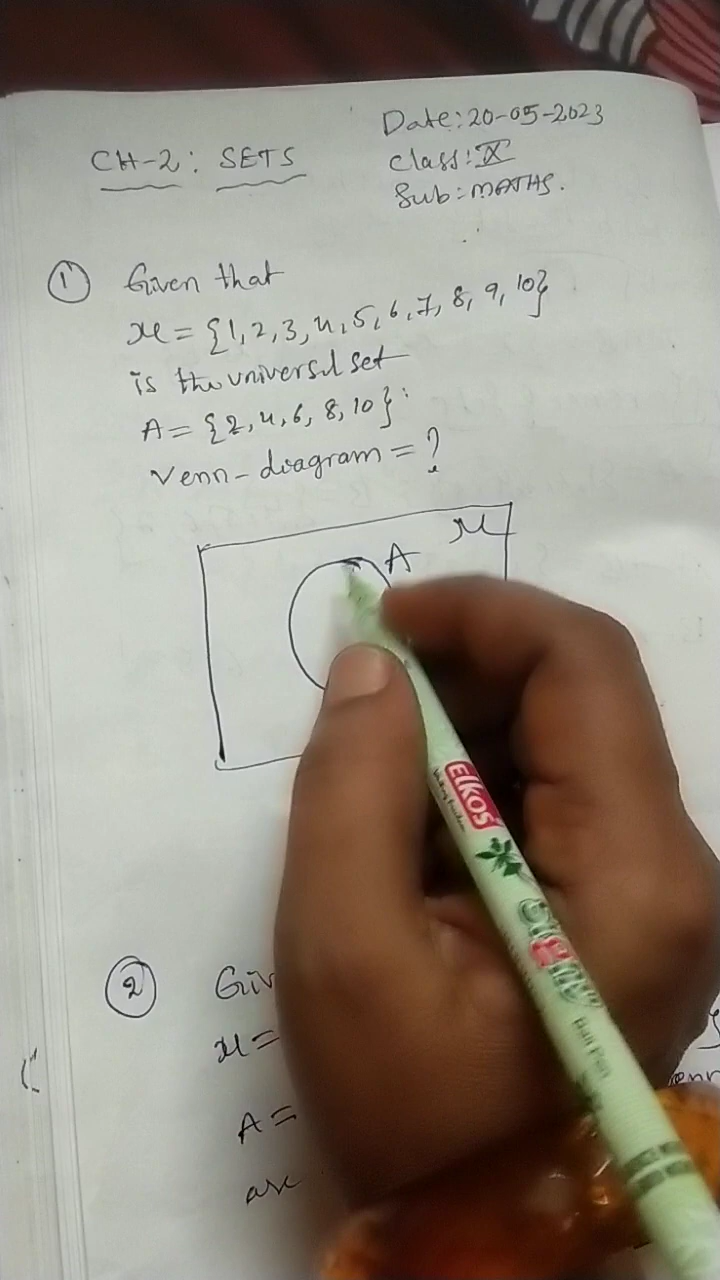 CH-2: SETS
Date: 20-05-2023
Class: X
Sub: MATHS.
① Given that
μ = {1, 2, 3, 4, 5, 6, 7, 8, 9, 10}
is the universal set
A = {2, 4, 6, 8, 10}
Venn-diagram = ?
μ
A
ELKOS
②
μ =
A =
are